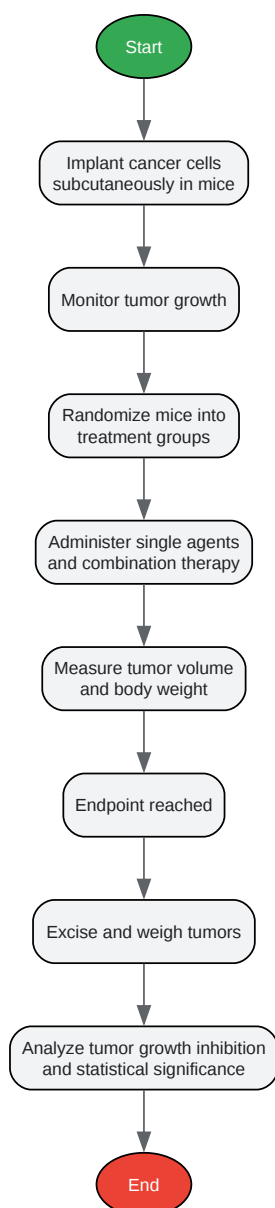 Start
Implant cancer cells
subcutaneously in mice
Monitor tumor growth
Randomize mice into
treatment groups
Administer single agents
and combination therapy
Measure tumor volume
and body weight
Endpoint reached
Excise and weigh tumors
Analyze tumor growth inhibition
and statistical significance
End